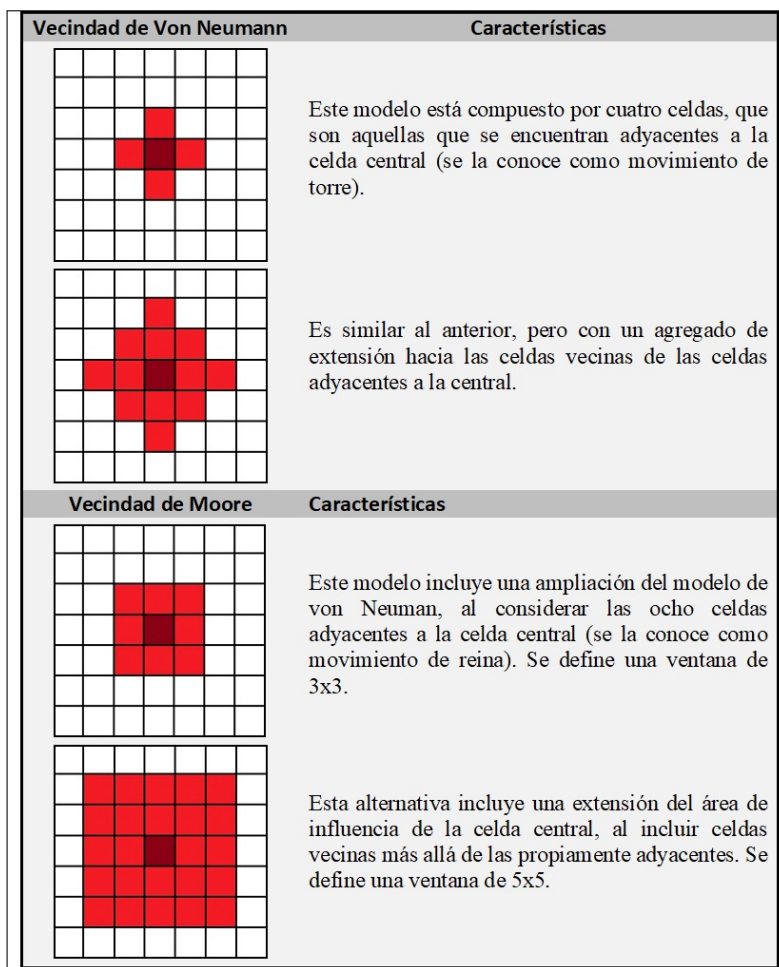 Vecindad de Von Neumann Características
Este modelo está compuesto por cuatro celdas, que
son aquellas que se encuentran adyacentes a la
celda central (se la conoce como movimiento de
torre).
Es similar al anterior, pero con un agregado de
extensión hacia las celdas vecinas de las celdas
adyacentes a la central.
Vecindad de Moore Características
Este modelo incluye una ampliación del modelo de
von Neuman, al considerar las ocho celdas
adyacentes a la celda central (se la conoce como
movimiento de reina). Se define una ventana de
3x3.
Esta alternativa incluye una extensión del área de
influencia de la celda central, al incluir celdas
vecinas más allá de las propiamente adyacentes. Se
define una ventana de 5x5.